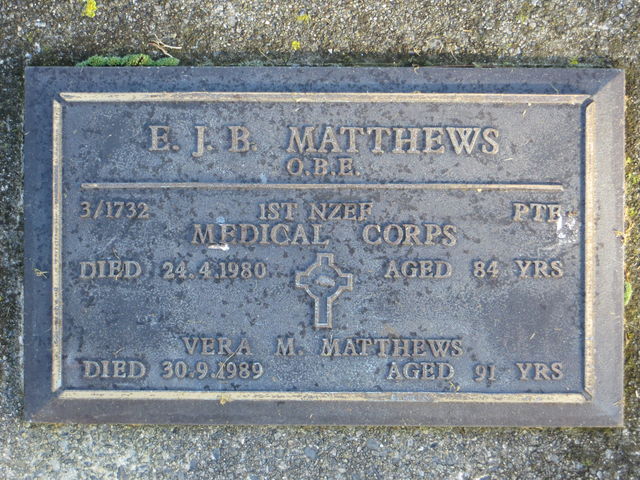 E. J. B. MATTHEWS
O.B.E.
3/1732 1ST NZEF PTE
MEDICAL CORPS
DIED 24.4.1980 AGED 84 YRS
VERA M. MATTHEWS
DIED 30.9.1989 AGED 91 YRS